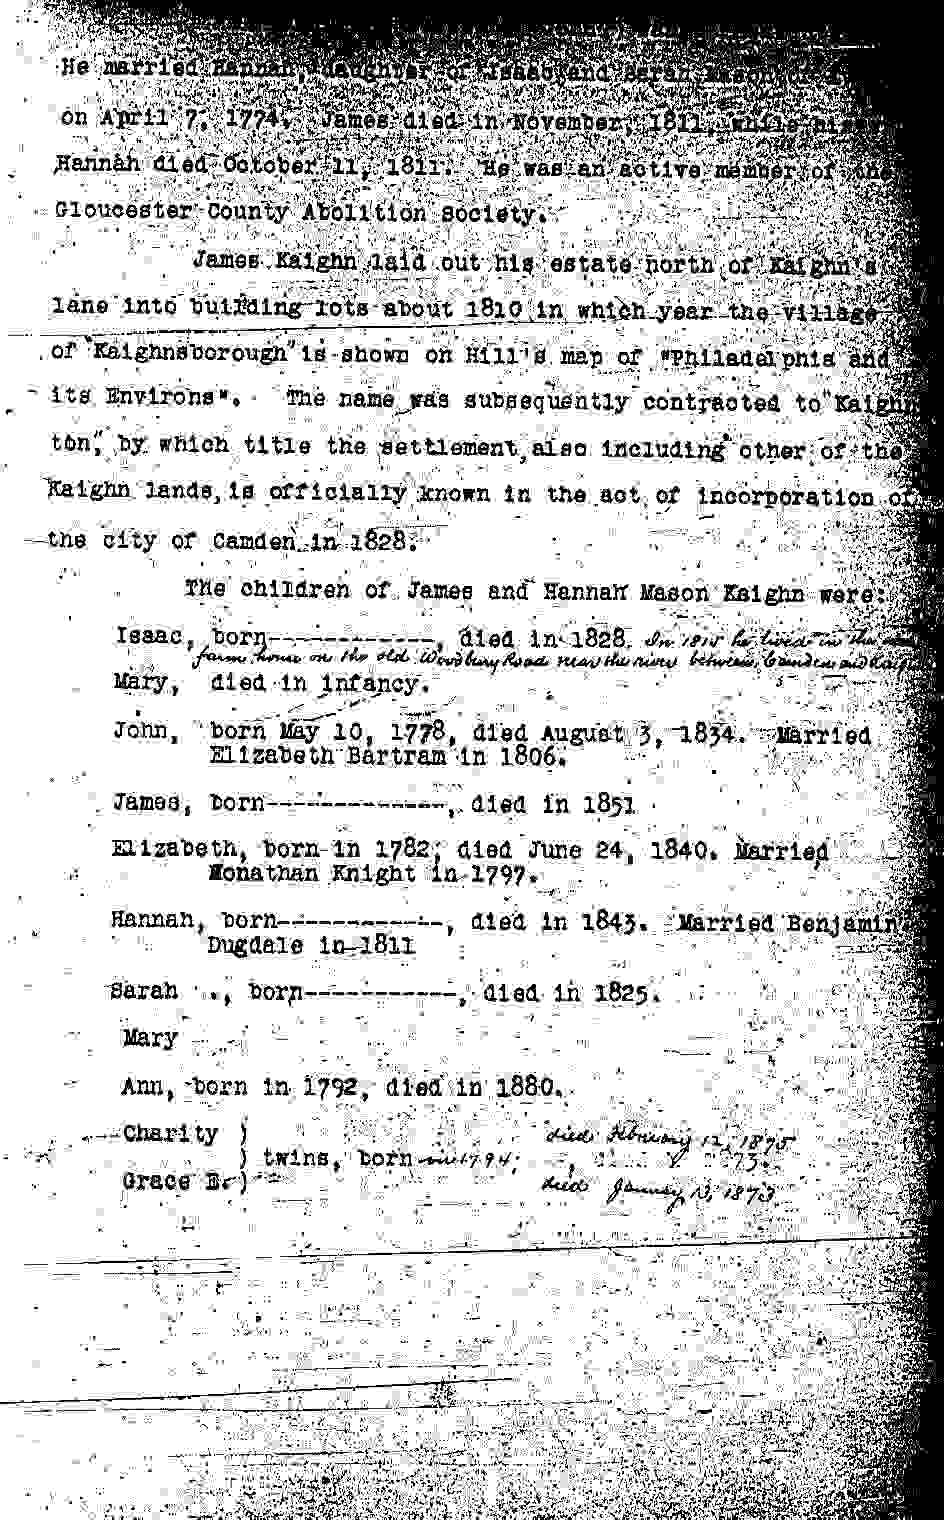 He married Hannah, daughter of Isaac and Sarah Mason of
on April 7, 1774. James died in November, 1811, while his
Hannah died October 11, 1811. He was an active member of the
Gloucester County Abolition Society.
James Kaighn laid out his estate north of Kaighn's
lane into building lots about 1810 in which year the village
of "Kaighnsborough" is shown on Hill's map of "Philadelphia and
its Environs". The name was subsequently contracted to "Kaighn
ton," by which title the settlement, also including other of the
Kaighn lands, is officially known in the act of incorporation of
the city of Camden in 1828.
The children of James and Hannah Mason Kaighn were:
Isaac, born------------, died in 1828. In 1815 he lived in the
farm house on the old Woodbury Road near the river between Camden and
Mary, died in infancy.
John, born May 10, 1778, died August 3, 1834. Married
Elizabeth Bartram in 1806.
James, born-------------, died in 1851
Elizabeth, born in 1782, died June 24, 1840. Married
Monathan Knight in 1797.
Hannah, born------------, died in 1843. Married Benjamin
Dugdale in 1811
Sarah .., born-----------, died in 1825.
Mary
Ann, born in 1792, died in 1880.
Charity ) died February 12, 1875
) twins, born in 1794;
Grace E. ) died January 13, 1873